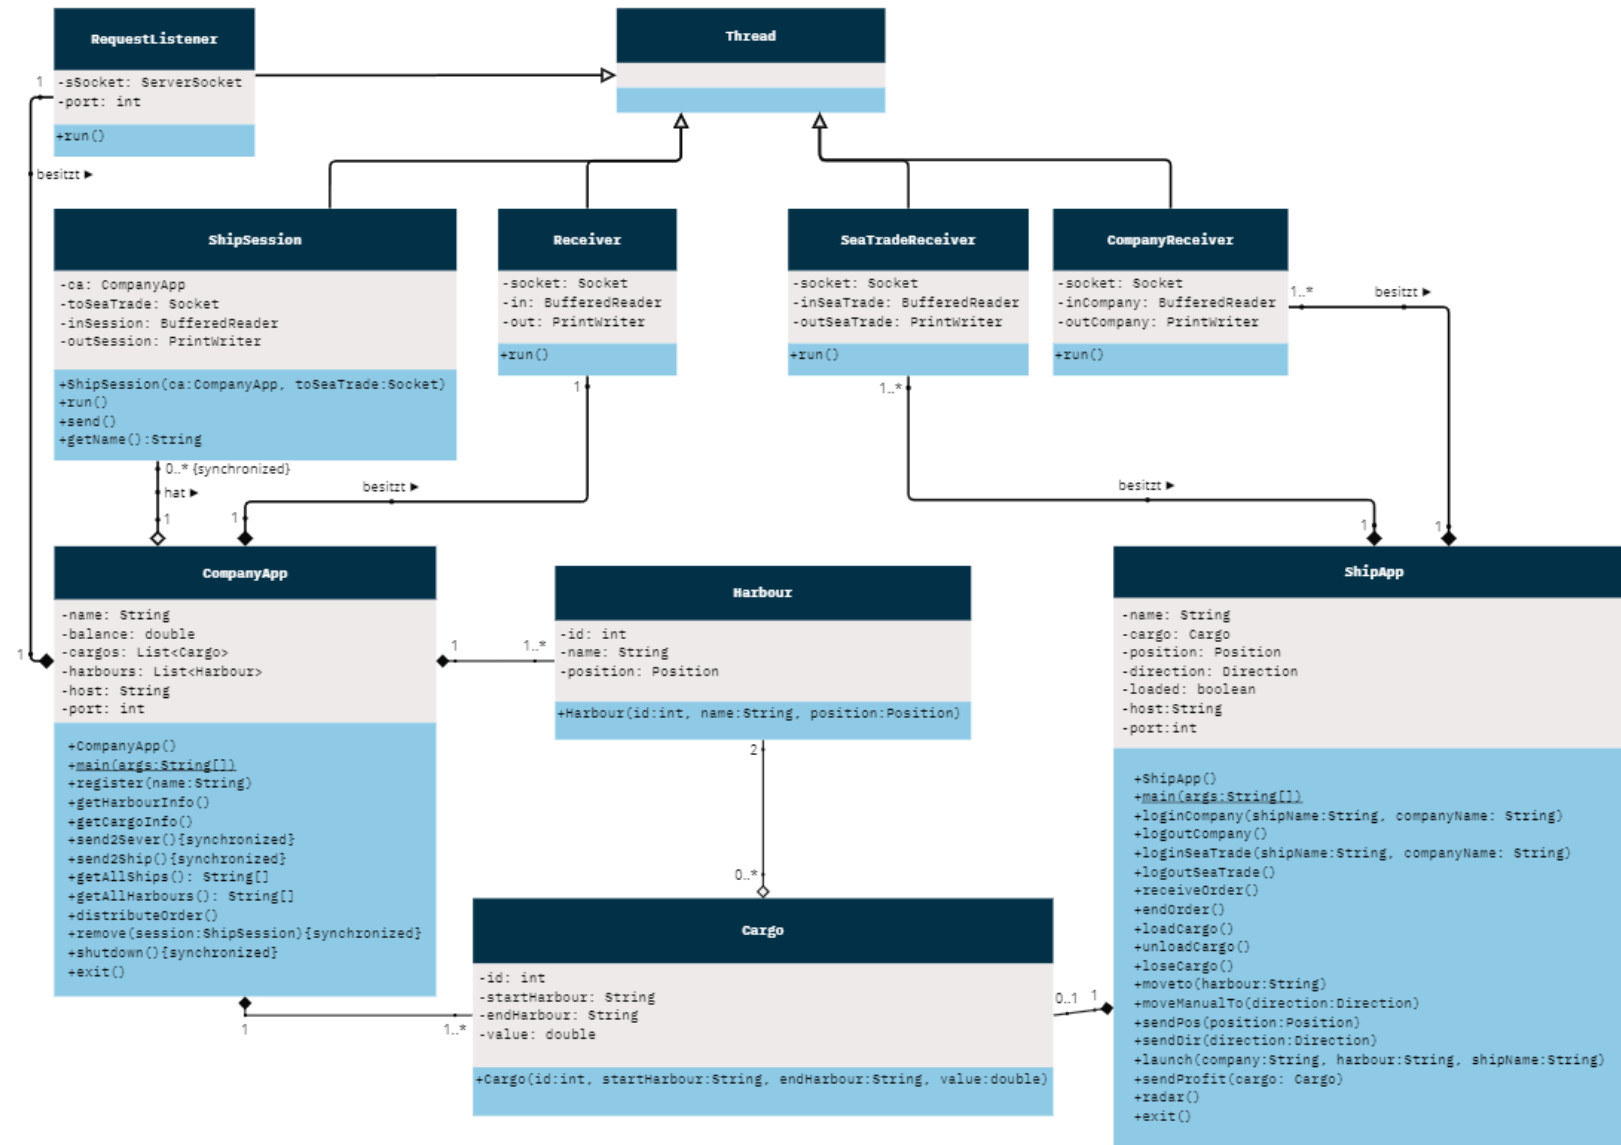 RequestListener
-sSocket: ServerSocket
-port: int
+run()
Thread
1
besitzt ▶
ShipSession
-ca: CompanyApp
-toSeaTrade: Socket
-inSession: BufferedReader
-outSession: PrintWriter
+ShipSession(ca:CompanyApp, toSeaTrade:Socket)
+run()
+send()
+getName():String
Receiver
-socket: Socket
-in: BufferedReader
-out: PrintWriter
+run()
SeaTradeReceiver
-socket: Socket
-inSeaTrade: BufferedReader
-outSeaTrade: PrintWriter
+run()
CompanyReceiver
-socket: Socket
-inCompany: BufferedReader
-outCompany: PrintWriter
+run()
1..*
besitzt ▶
1
1..*
0..* {synchronized}
hat ▶
1
besitzt ▶
1
besitzt ▶
1
1
CompanyApp
-name: String
-balance: double
-cargos: List<Cargo>
-harbours: List<Harbour>
-host: String
-port: int
+CompanyApp()
+main(args:String[])
+register(name:String)
+getHarbourInfo()
+getCargoInfo()
+send2Sever(){synchronized}
+send2Ship(){synchronized}
+getAllShips(): String[]
+getAllHarbours(): String[]
+distributeOrder()
+remove(session:ShipSession){synchronized}
+shutdown(){synchronized}
+exit()
1
1
1..*
Harbour
-id: int
-name: String
-position: Position
+Harbour(id:int, name:String, position:Position)
2
0..*
Cargo
-id: int
-startHarbour: String
-endHarbour: String
-value: double
+Cargo(id:int, startHarbour:String, endHarbour:String, value:double)
1
1..*
0..1
1
ShipApp
-name: String
-cargo: Cargo
-position: Position
-direction: Direction
-loaded: boolean
-host:String
-port:int
+ShipApp()
+main(args:String[])
+loginCompany(shipName:String, companyName: String)
+logoutCompany()
+loginSeaTrade(shipName:String, companyName: String)
+logoutSeaTrade()
+receiveOrder()
+endOrder()
+loadCargo()
+unloadCargo()
+loseCargo()
+moveto(harbour:String)
+moveManualTo(direction:Direction)
+sendPos(position:Position)
+sendDir(direction:Direction)
+launch(company:String, harbour:String, shipName:String)
+sendProfit(cargo: Cargo)
+radar()
+exit()